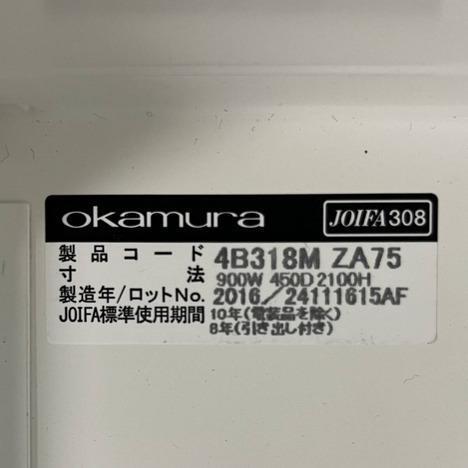 okamura JOIFA308
製品コード 4B318M ZA75
寸法 900W 450D 2100H
製造年/ロットNo. 2016/24111615AF
JOIFA標準使用期間 10年(電装品を除く)
8年(引き出し付き)